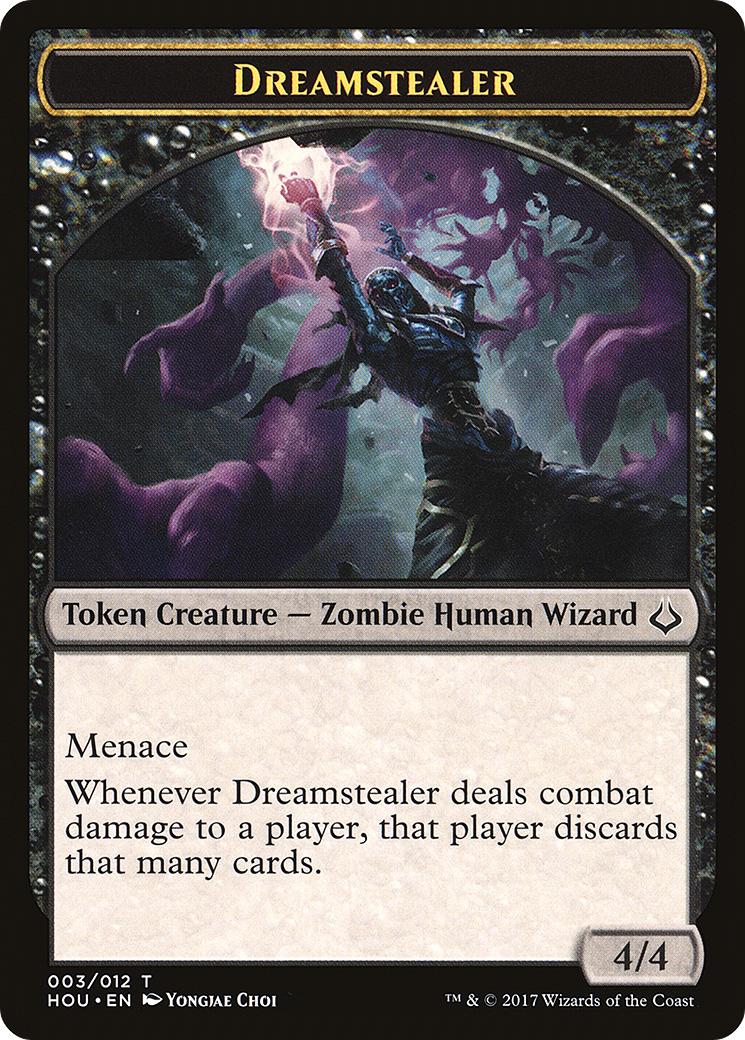 Dreamstealer
Token Creature — Zombie Human Wizard
Menace
Whenever Dreamstealer deals combat
damage to a player, that player discards
that many cards.
4/4
003/012 T
HOU • EN Yongjae Choi
™ & © 2017 Wizards of the Coast